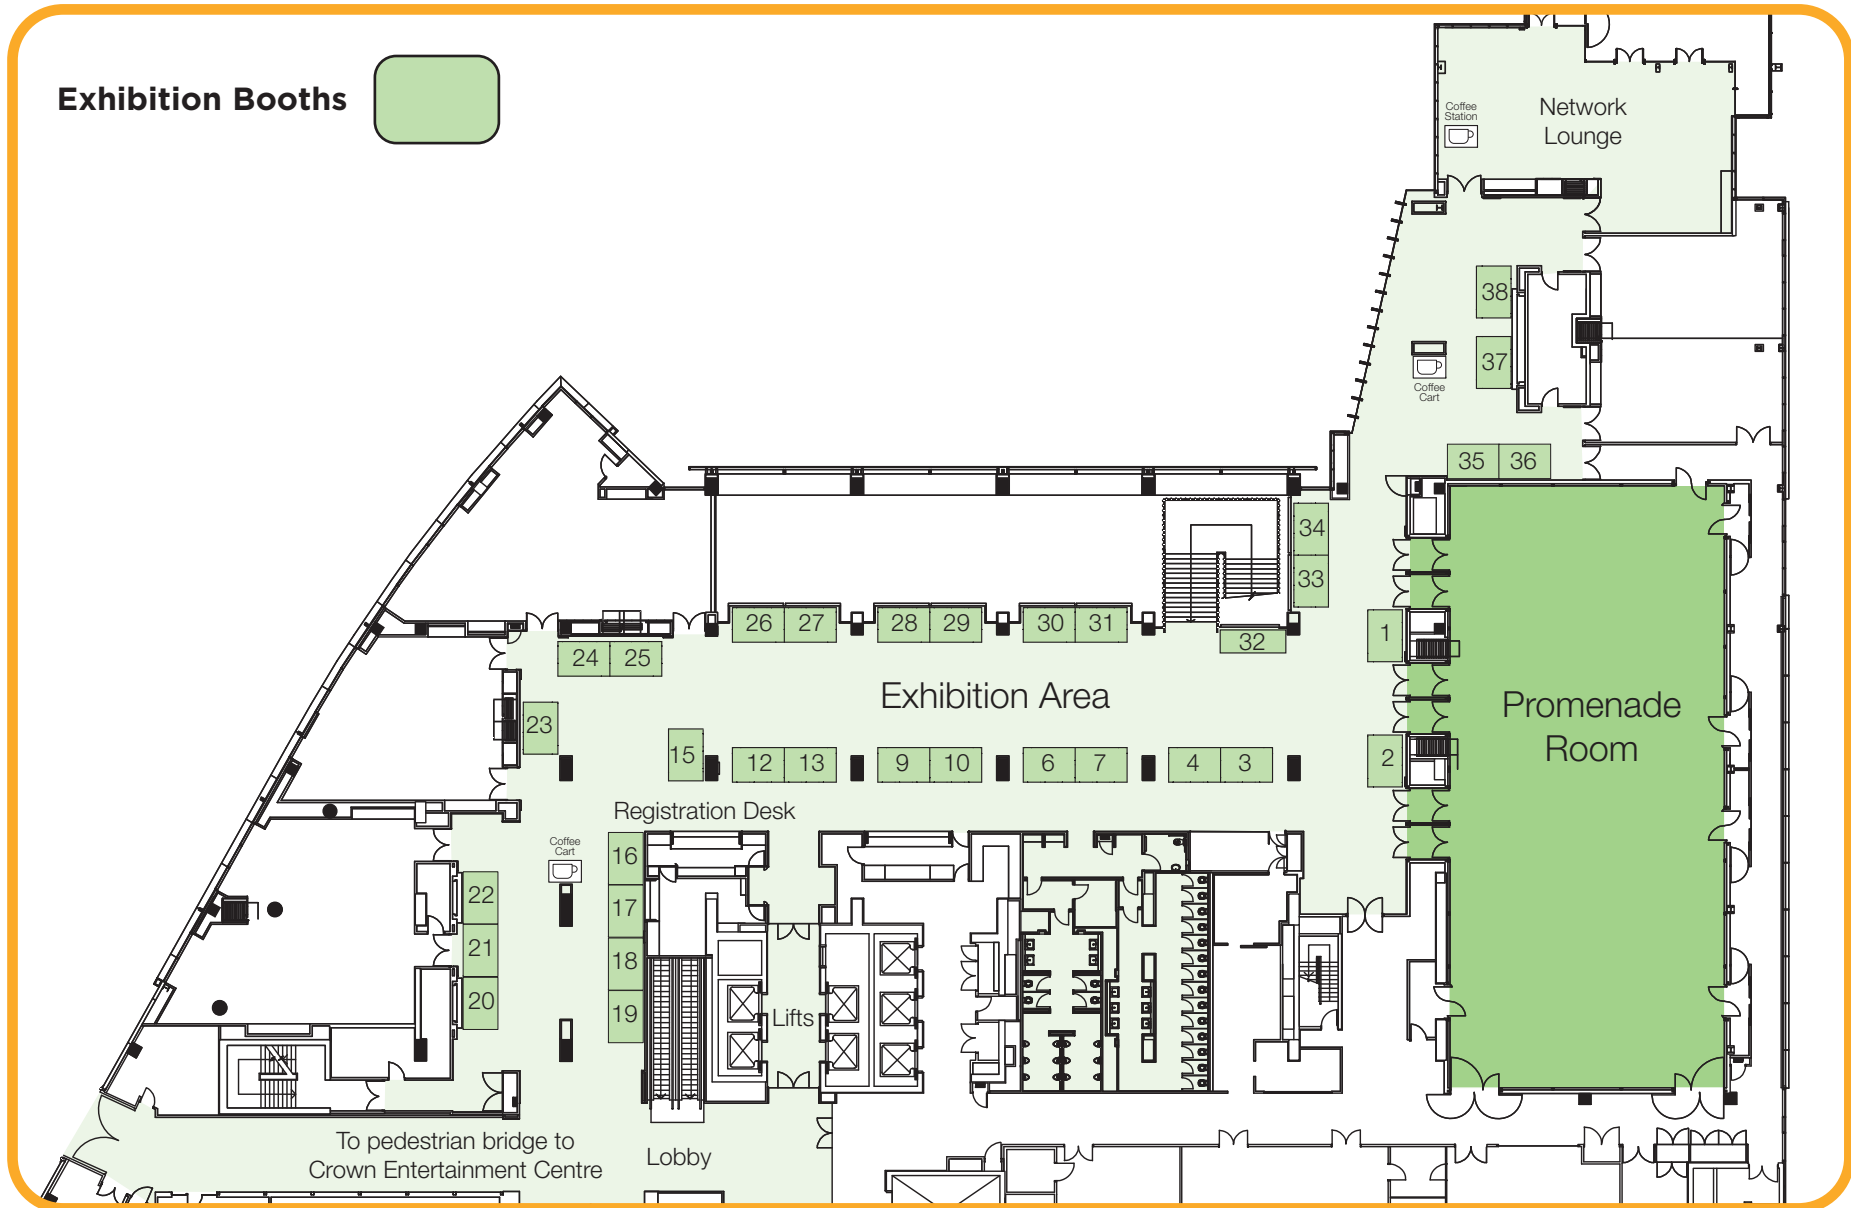 Exhibition Booths
Network
Lounge
Coffee
Station
38
37
Coffee
Cart
35
36
34
33
26
27
28
29
30
31
32
1
24
25
23
Exhibition Area
Promenade
Room
15
12
13
9
10
6
7
4
3
2
Registration Desk
Coffee
Cart
16
17
18
19
22
21
20
Lifts
To pedestrian bridge to
Crown Entertainment Centre
Lobby